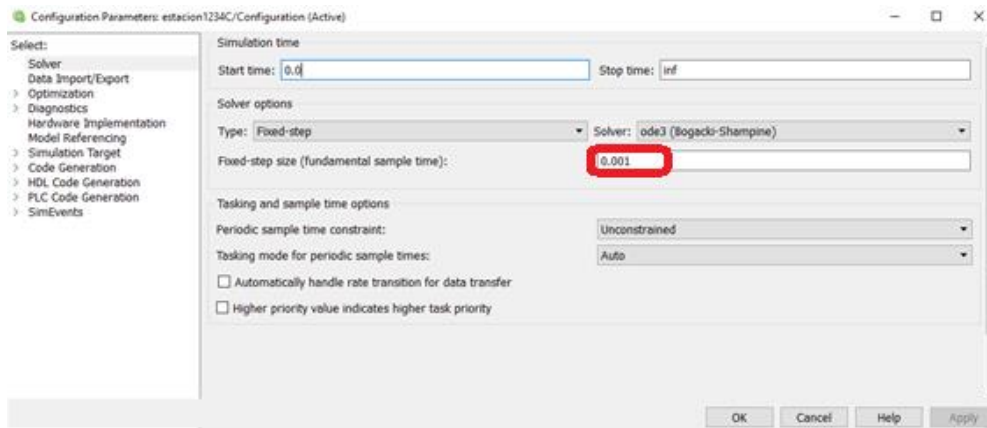 Configuration Parameters: estacion1234C/Configuration (Active)
Select:
Solver
Data Import/Export
Optimization
Diagnostics
Hardware Implementation
Model Referencing
Simulation Target
Code Generation
HDL Code Generation
PLC Code Generation
SimEvents
Simulation time
Start time: 0.0 Stop time: inf
Solver options
Type: Fixed-step Solver: ode3 (Bogacki-Shampine)
Fixed-step size (fundamental sample time): 0.001
Tasking and sample time options
Periodic sample time constraint: Unconstrained
Tasking mode for periodic sample times: Auto
Automatically handle rate transition for data transfer
Higher priority value indicates higher task priority
OK Cancel Help Apply